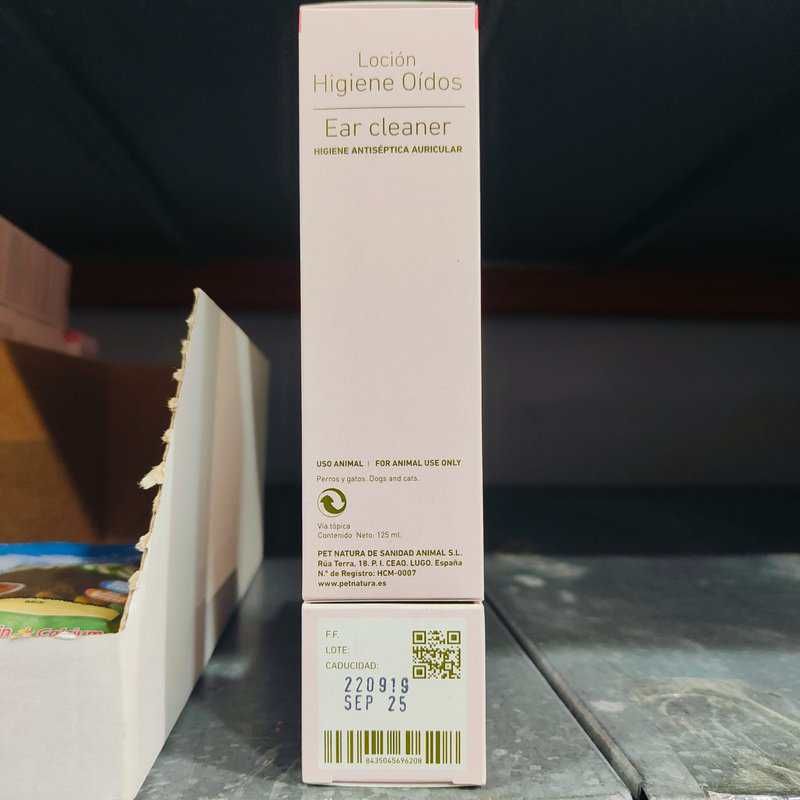 Loción
Higiene Oídos
Ear cleaner
HIGIENE ANTISÉPTICA AURICULAR
USO ANIMAL | FOR ANIMAL USE ONLY
Perros y gatos. Dogs and cats.
Vía tópica
Contenido Neto: 125 ml.
PET NATURA DE SANIDAD ANIMAL S.L.
Rúa Terra, 18. P. I. CEAO. LUGO. España
N.º de Registro: HCM-0007
www.petnatura.es
F.F.
LOTE:
CADUCIDAD:
220919
SEP 25
8435045696208
Calcium